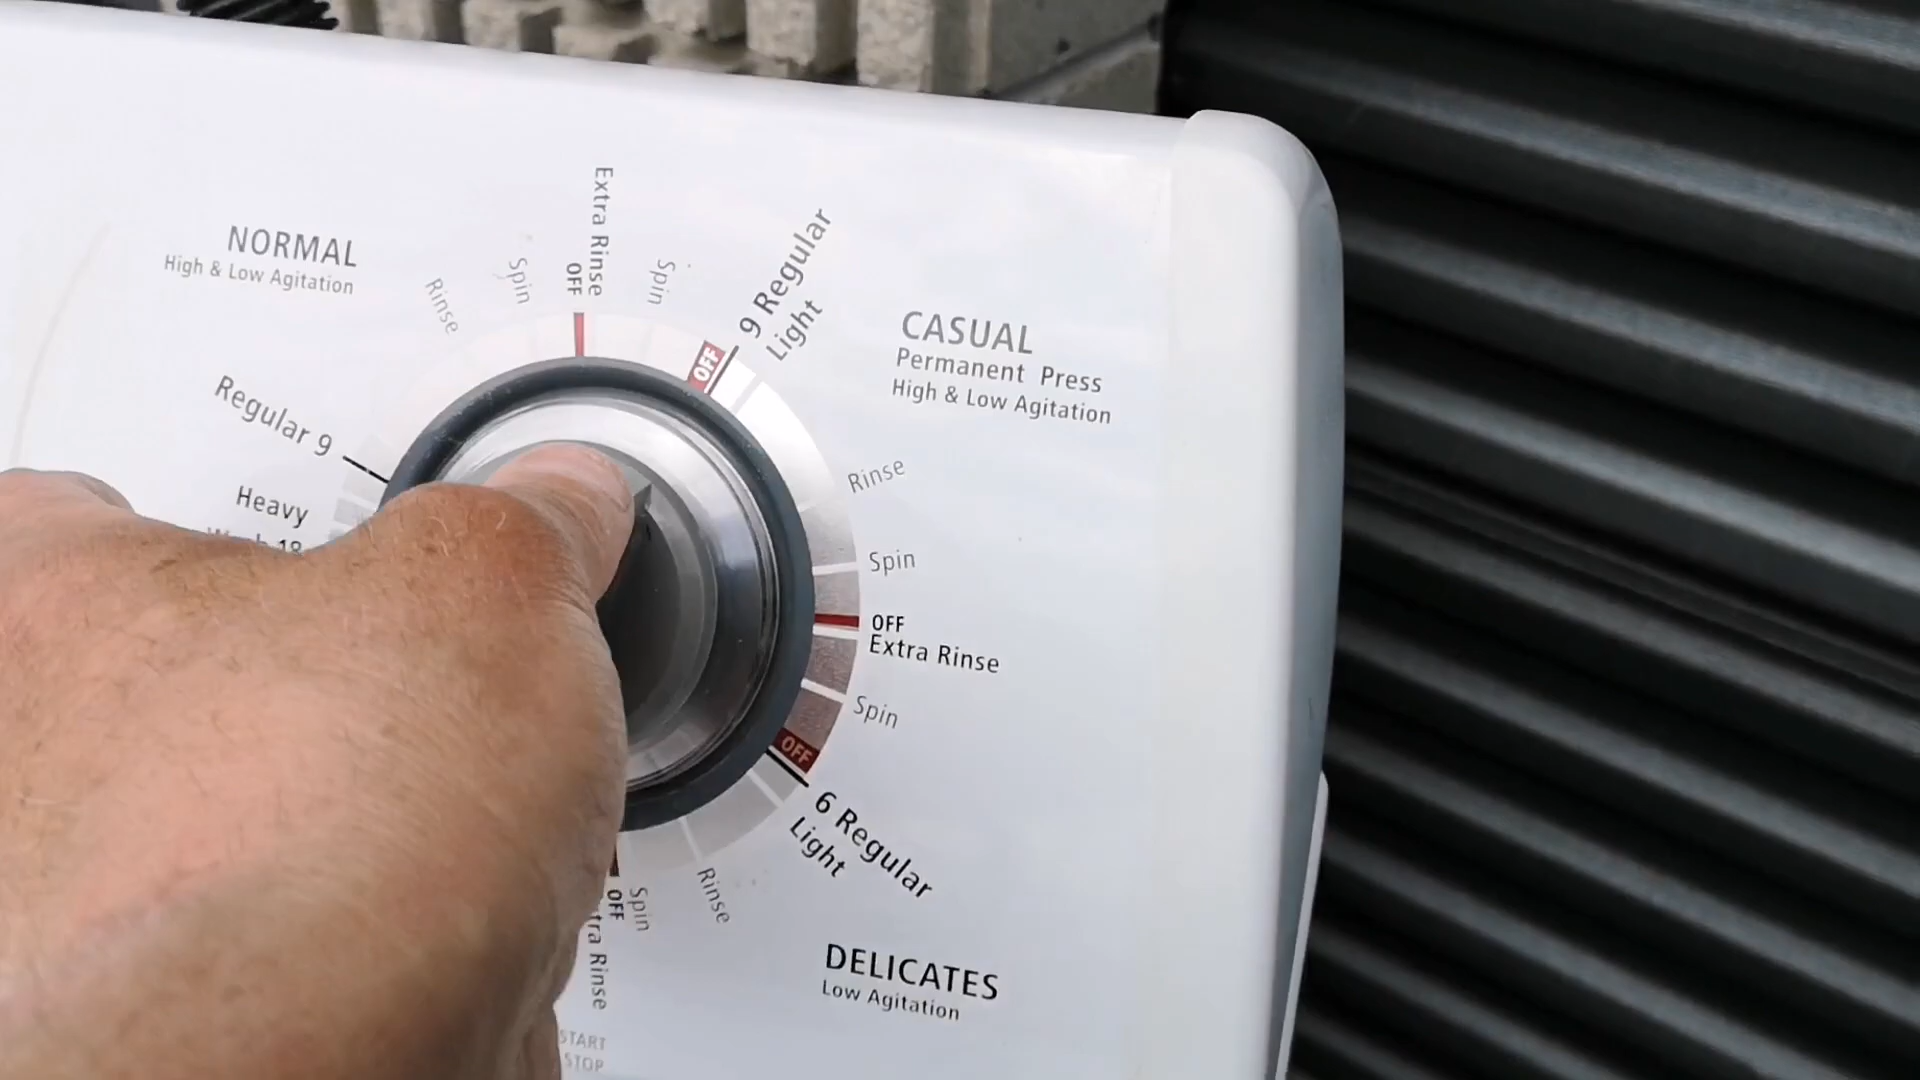 NORMAL
High & Low Agitation
Rinse
Spin
OFF
Extra Rinse
Spin
OFF
9 Regular
Light
CASUAL
Permanent Press
High & Low Agitation
Regular 9
Heavy
18
Rinse
Spin
OFF
Extra Rinse
Spin
OFF
6 Regular
Light
Rinse
Spin
OFF
Rinse
DELICATES
Low Agitation
START
STOP